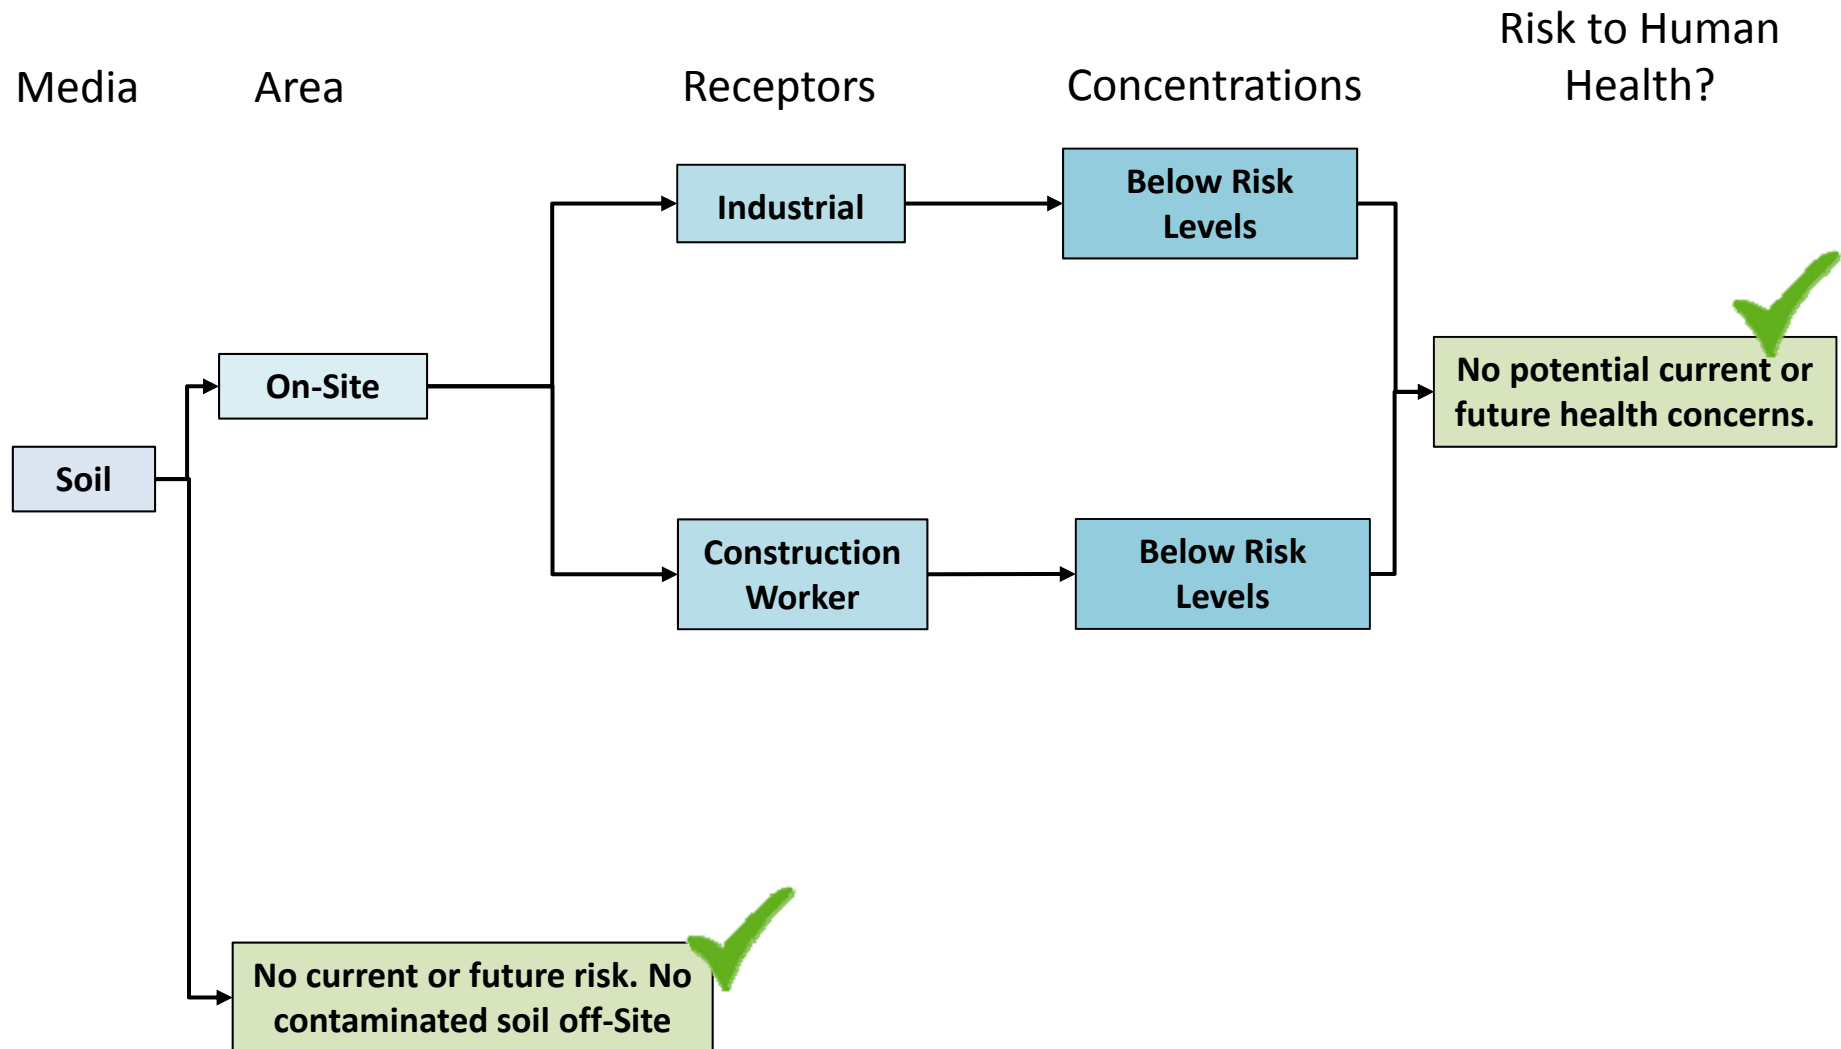 Media
Area
Receptors
Concentrations
Risk to Human
Health?
Industrial
Below Risk
Levels
On-Site
No potential current or
future health concerns.
Soil
Construction
Worker
Below Risk
Levels
No current or future risk. No
contaminated soil off-Site